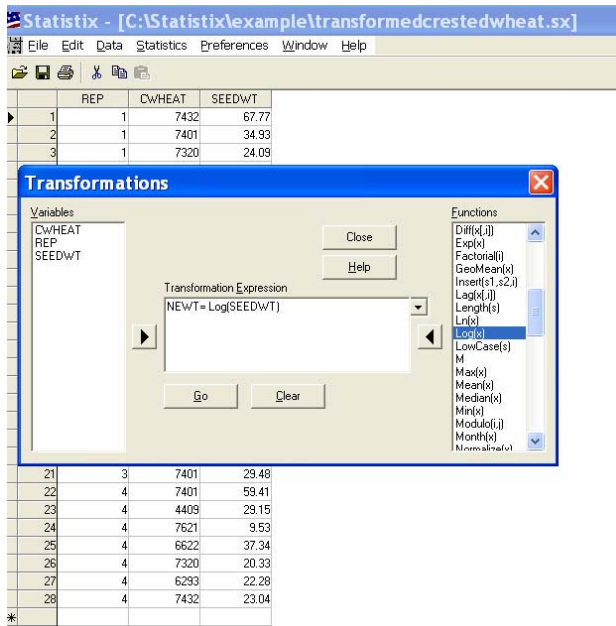 Statistix - [C:\Statistix\example\transformedcrestedwheat.sx]
File Edit Data Statistics Preferences Window Help
REP CWHEAT SEEDWT
1 1 7432 67.77
2 1 7401 34.93
3 1 7320 24.09
Transformations
Variables
CWHEAT
REP
SEEDWT
Close
Help
Transformation Expression
NEWT= Log(SEEDWT)
Go Clear
Functions
Diff(x[,i])
Exp(x)
Factorial(i)
GeoMean(x)
Insert(s1,s2,i)
Lag(x[,i])
Length(s)
Ln(x)
Log(x)
LowCase(s)
M
Max(x)
Mean(x)
Median(x)
Min(x)
Modulo(i,j)
Month(x)
Normalize(x)
21 3 7401 29.48
22 4 7401 59.41
23 4 4409 29.15
24 4 7621 9.53
25 4 6622 37.34
26 4 7320 20.33
27 4 6293 22.28
28 4 7432 23.04